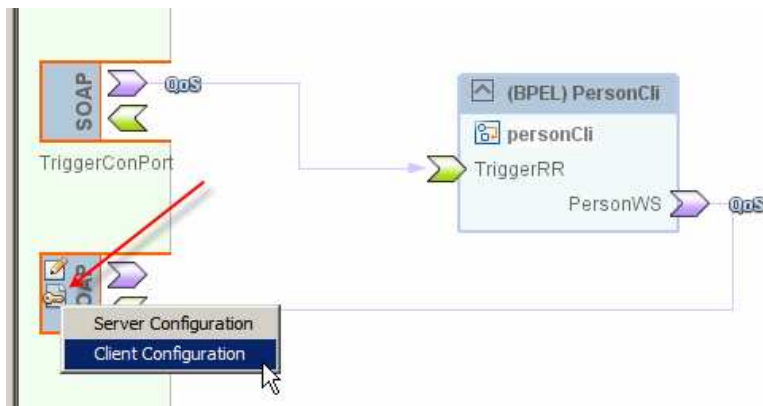 SOAP
QoS
TriggerConPort
(BPEL) PersonCli
personCli
TriggerRR
PersonWS
QoS
Server Configuration
Client Configuration